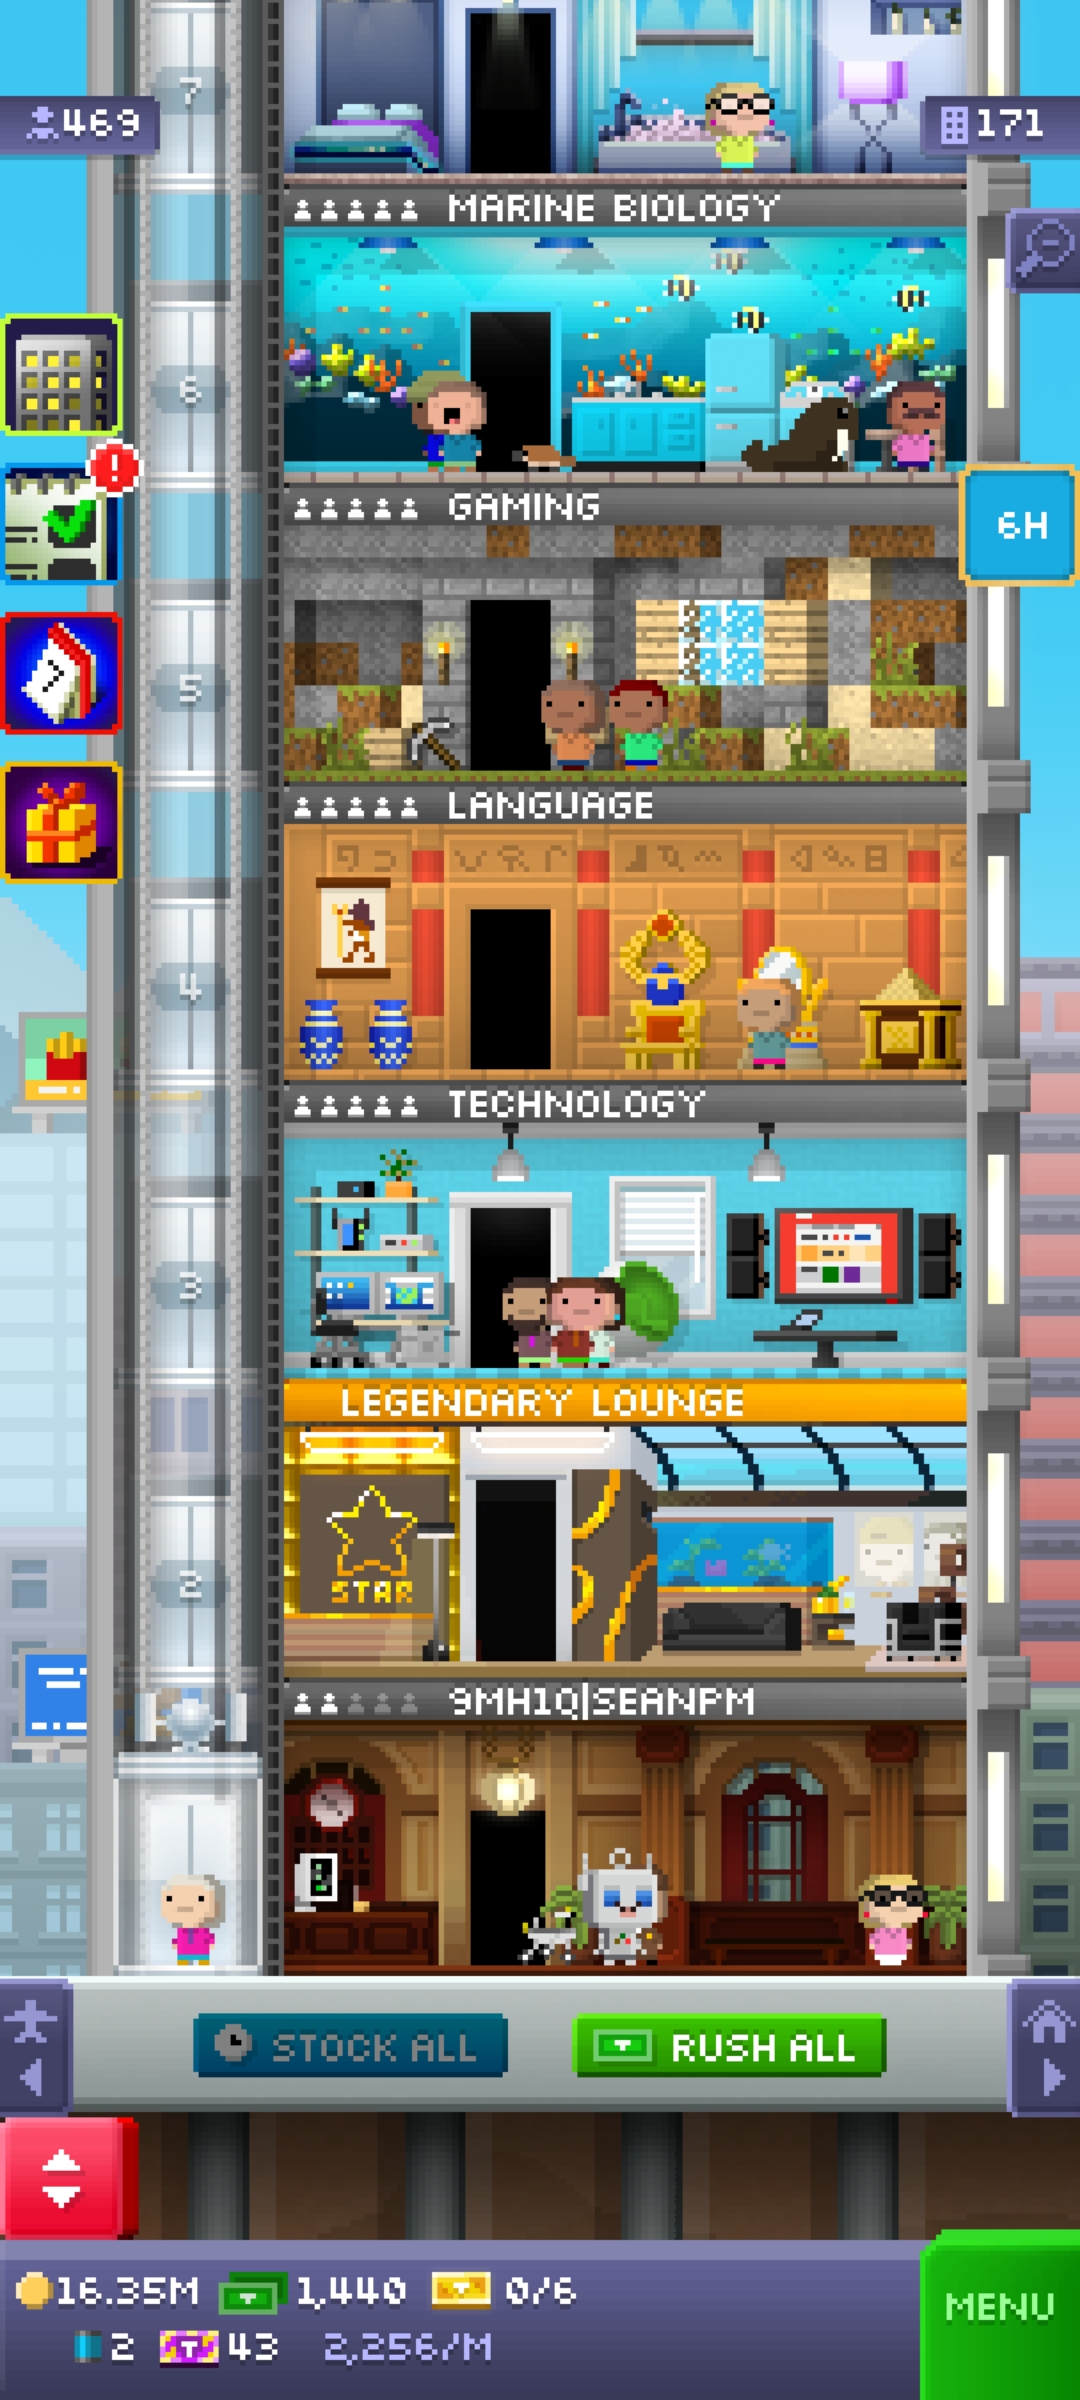 7
469
171
MARINE BIOLOGY
6
GAMING
6H
5
LANGUAGE
4
TECHNOLOGY
3
LEGENDARY LOUNGE
STAR
2
9MH1Q|SEANPM
STOCK ALL
RUSH ALL
16.35M
1,440
0/6
MENU
2
43
2,256/M